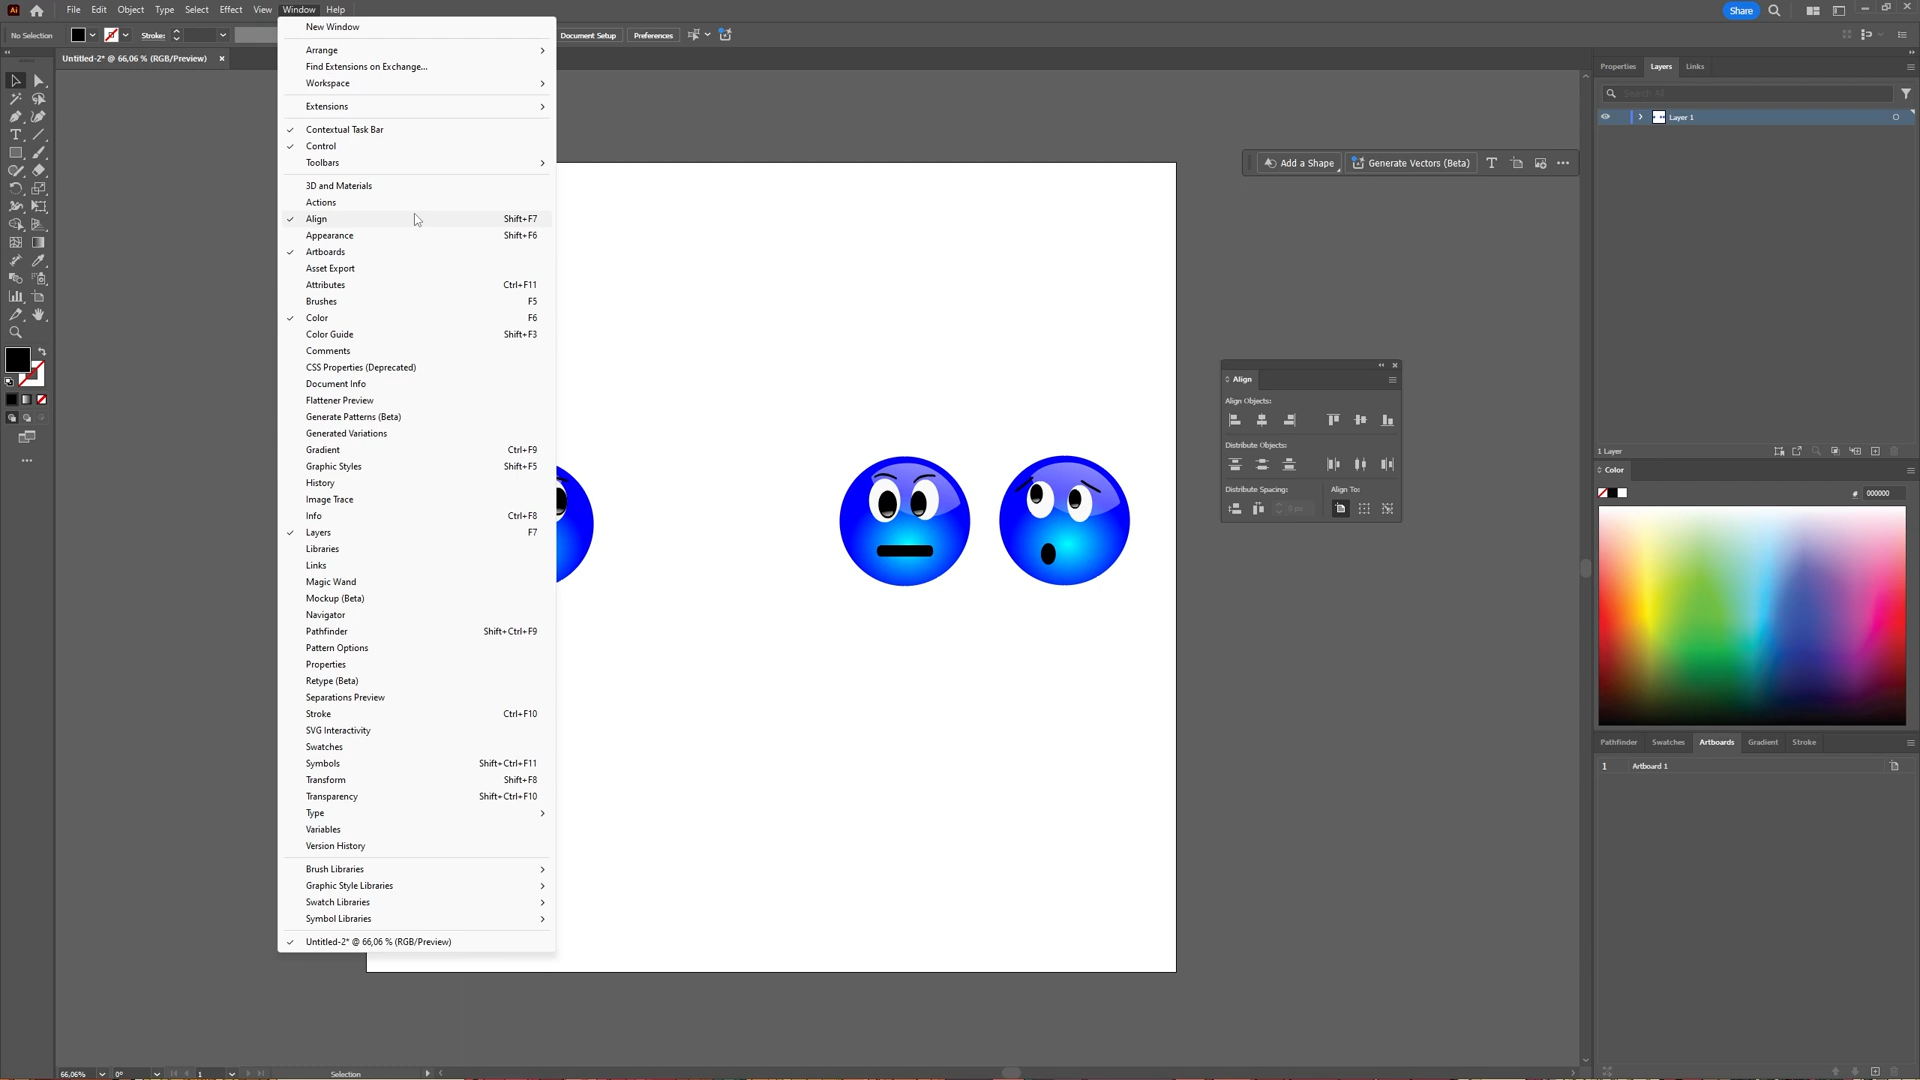 Ai File Edit Object Type Select Effect View Window Help Share
No Selection Stroke: Document Setup Preferences
Untitled-2* @ 66,06 % (RGB/Preview) ×
New Window
Arrange
Find Extensions on Exchange...
Workspace
Extensions
Contextual Task Bar
Control
Toolbars
3D and Materials
Actions
Align Shift+F7
Appearance Shift+F6
Artboards
Asset Export
Attributes Ctrl+F11
Brushes F5
Color F6
Color Guide Shift+F3
Comments
CSS Properties (Deprecated)
Document Info
Flattener Preview
Generate Patterns (Beta)
Generated Variations
Gradient Ctrl+F9
Graphic Styles Shift+F5
History
Image Trace
Info Ctrl+F8
Layers F7
Libraries
Links
Magic Wand
Mockup (Beta)
Navigator
Pathfinder Shift+Ctrl+F9
Pattern Options
Properties
Retype (Beta)
Separations Preview
Stroke Ctrl+F10
SVG Interactivity
Swatches
Symbols Shift+Ctrl+F11
Transform Shift+F8
Transparency Shift+Ctrl+F10
Type
Variables
Version History
Brush Libraries
Graphic Style Libraries
Swatch Libraries
Symbol Libraries
Untitled-2* @ 66,06 % (RGB/Preview)
Add a Shape Generate Vectors (Beta)
Align
Align Objects:
Distribute Objects:
Distribute Spacing: Align To:
0 px
Properties Layers Links
Search All
Layer 1
1 Layer
Color
# 000000
Pathfinder Swatches Artboards Gradient Stroke
1 Artboard 1
66,06% 0° 1 Selection